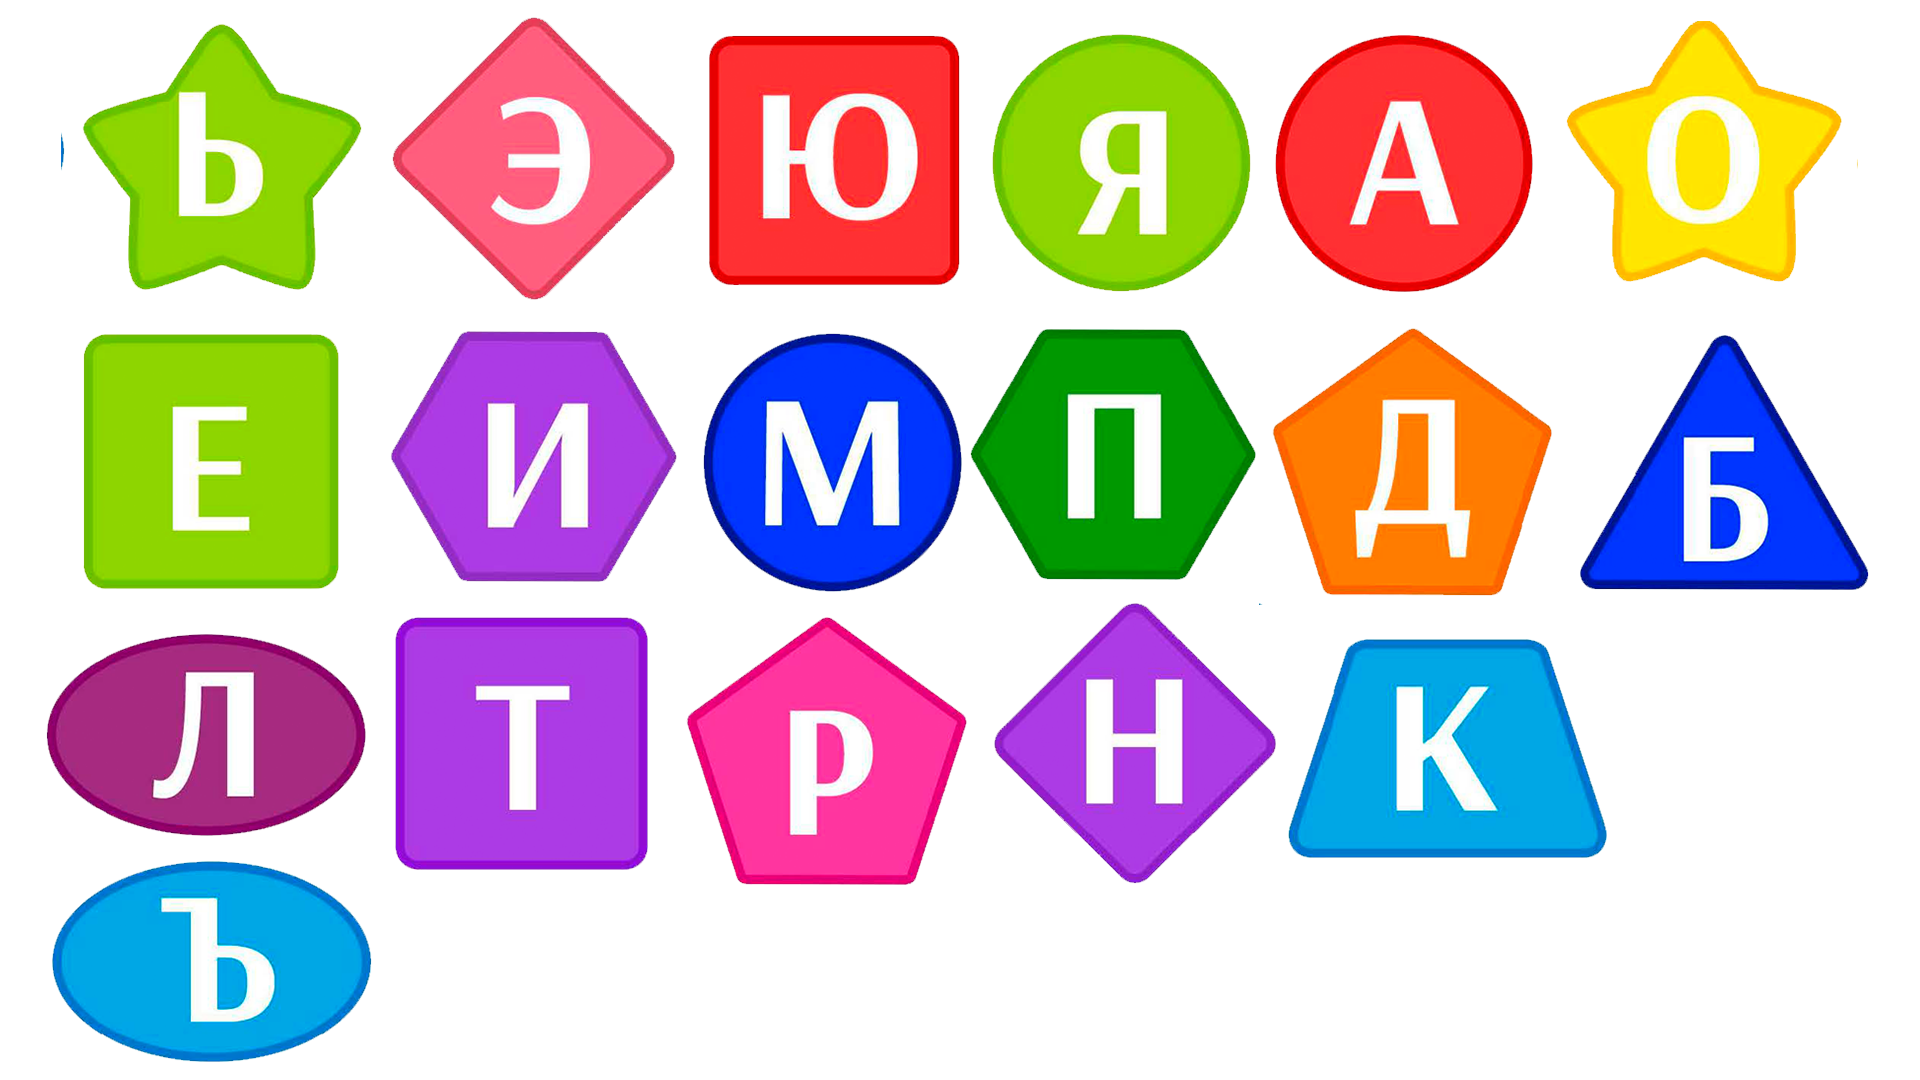 Ь Э Ю Я А О
Е И М П Д Б
Л Т Р Н К
Ъ